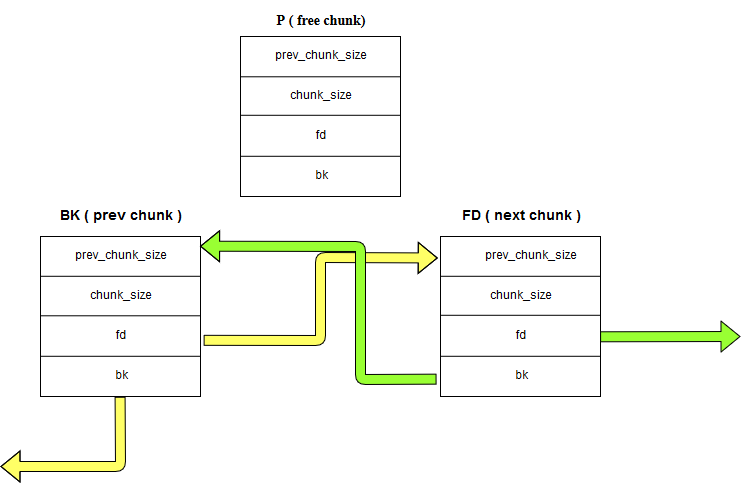 P ( free chunk)
prev_chunk_size
chunk_size
fd
bk
BK ( prev chunk )
prev_chunk_size
chunk_size
fd
bk
FD ( next chunk )
prev_chunk_size
chunk_size
fd
bk